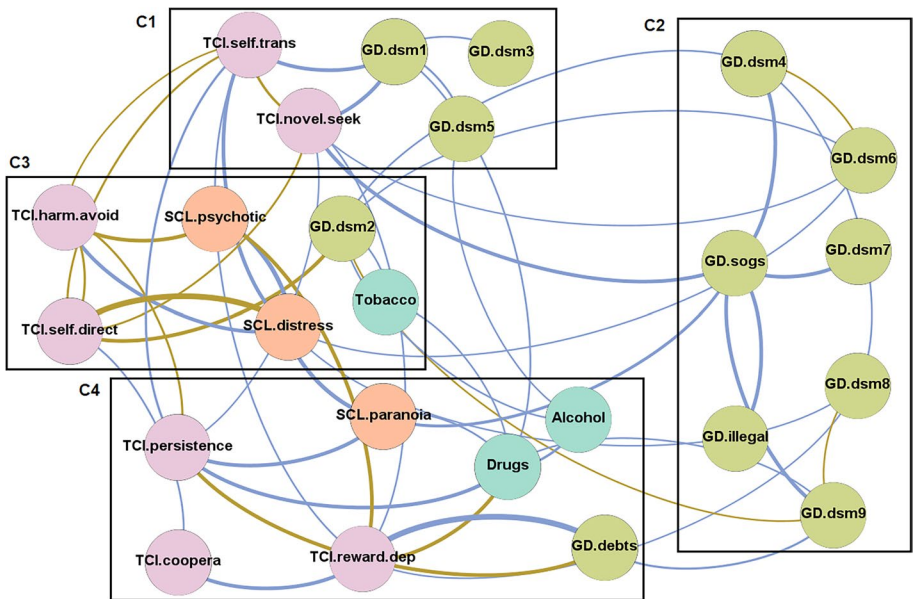 C1
TCI.self.trans
GD.dsm1
GD.dsm3
TCI.novel.seek
GD.dsm5
C2
GD.dsm4
GD.dsm6
GD.sogs
GD.dsm7
GD.dsm8
GD.illegal
GD.dsm9
C3
TCI.harm.avoid
SCL.psychotic
GD.dsm2
Tobacco
TCI.self.direct
SCL.distress
C4
SCL.paranoia
Alcohol
TCI.persistence
Drugs
TCI.coopera
TCI.reward.dep
GD.debts